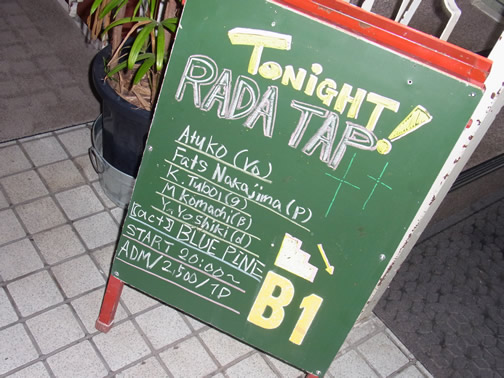 TONIGHT!
RADA TAP.
Atuko (Vo)
Fats Nakajima (P)
K. Tuboi (g)
M. Komachi (B)
Y. Yoshiki (d)
[act] BLUE PINE
START 20:00~
ADM/2,500/1D
B1